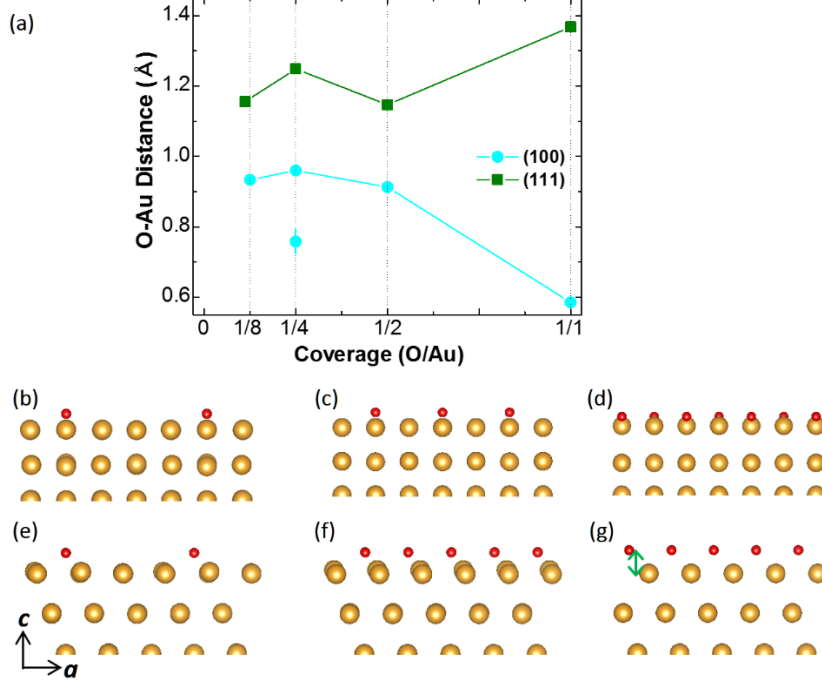 (a)
1.4
1.2
1.0
0.8
0.6
O-Au Distance (Å)
(100)
(111)
0
1/8
1/4
1/2
1/1
Coverage (O/Au)
(b)
(c)
(d)
(e)
(f)
(g)
c
a